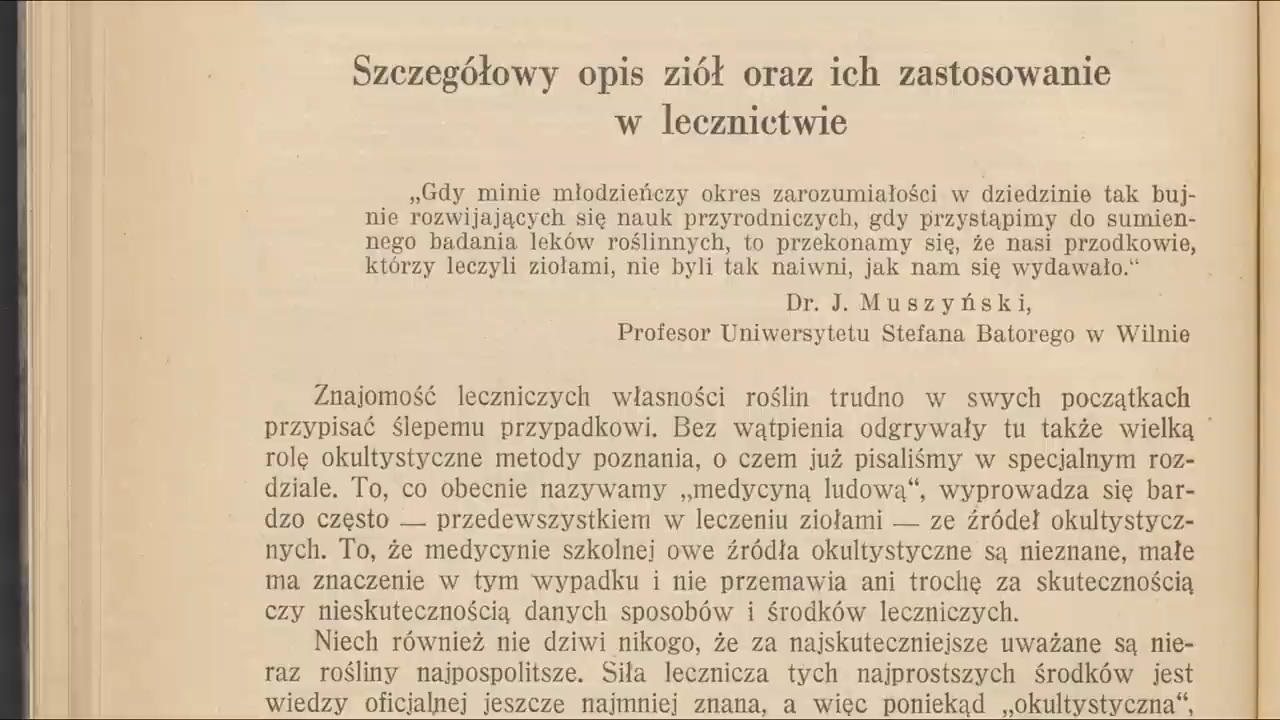 Szczegółowy opis ziół oraz ich zastosowanie
w lecznictwie
„Gdy minie młodzieńczy okres zarozumiałości w dziedzinie tak buj-
nie rozwijających się nauk przyrodniczych, gdy przystąpimy do sumien-
nego badania leków roślinnych, to przekonamy się, że nasi przodkowie,
którzy leczyli ziołami, nie byli tak naiwni, jak nam się wydawało.“
Dr. J. Muszyński,
Profesor Uniwersytetu Stefana Batorego w Wilnie
Znajomość leczniczych własności roślin trudno w swych początkach
przypisać ślepemu przypadkowi. Bez wątpienia odgrywały tu także wielką
rolę okultystyczne metody poznania, o czem już pisaliśmy w specjalnym roz-
dziale. To, co obecnie nazywamy „medycyną ludową“, wyprowadza się bar-
dzo często — przedewszystkiem w leczeniu ziołami — ze źródeł okultystycz-
nych. To, że medycynie szkolnej owe źródła okultystyczne są nieznane, małe
ma znaczenie w tym wypadku i nie przemawia ani trochę za skutecznością
czy nieskutecznością danych sposobów i środków leczniczych.
Niech również nie dziwi nikogo, że za najskuteczniejsze uważane są nie-
raz rośliny najpospolitsze. Siła lecznicza tych najprostszych środków jest
wiedzy oficjalnej jeszcze najmniej znana, a więc poniekąd „okultystyczna“,